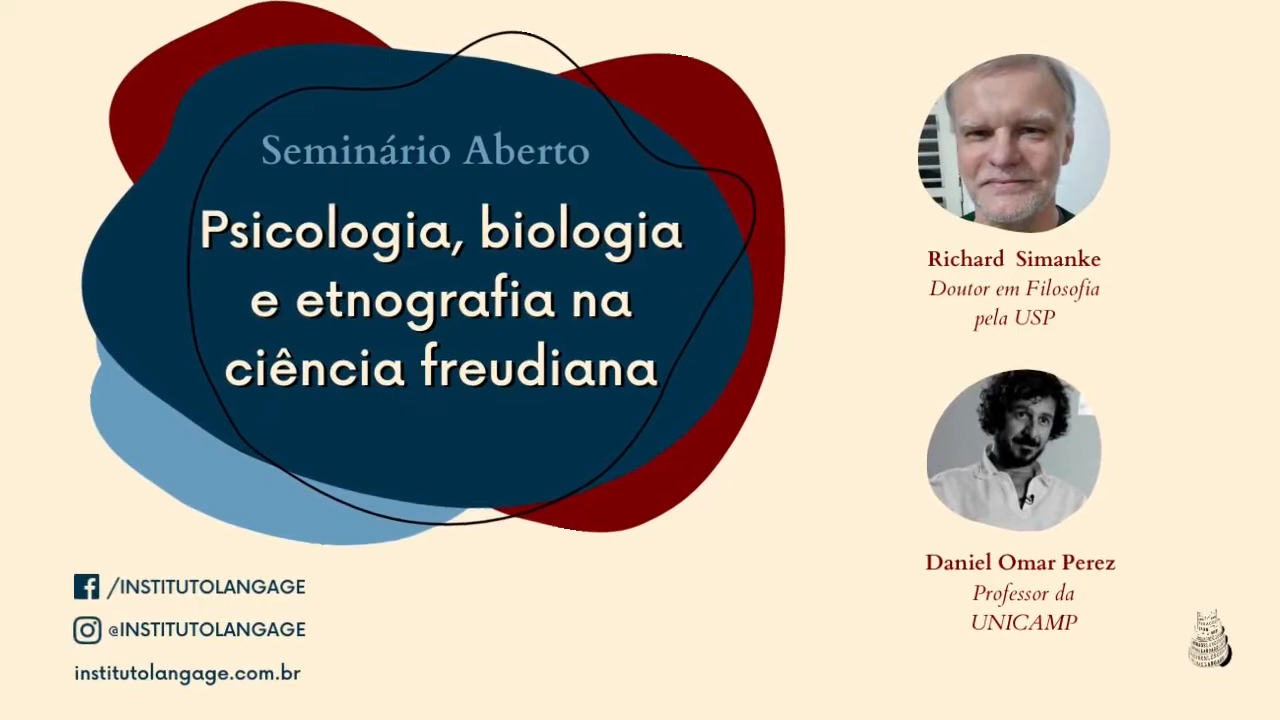 Seminário Aberto
Psicologia, biologia
e etnografia na
ciência freudiana
Richard Simanke
Doutor em Filosofia
pela USP
Daniel Omar Perez
Professor da
UNICAMP
/INSTITUTOLANGAGE
@INSTITUTOLANGAGE
institutolangage.com.br